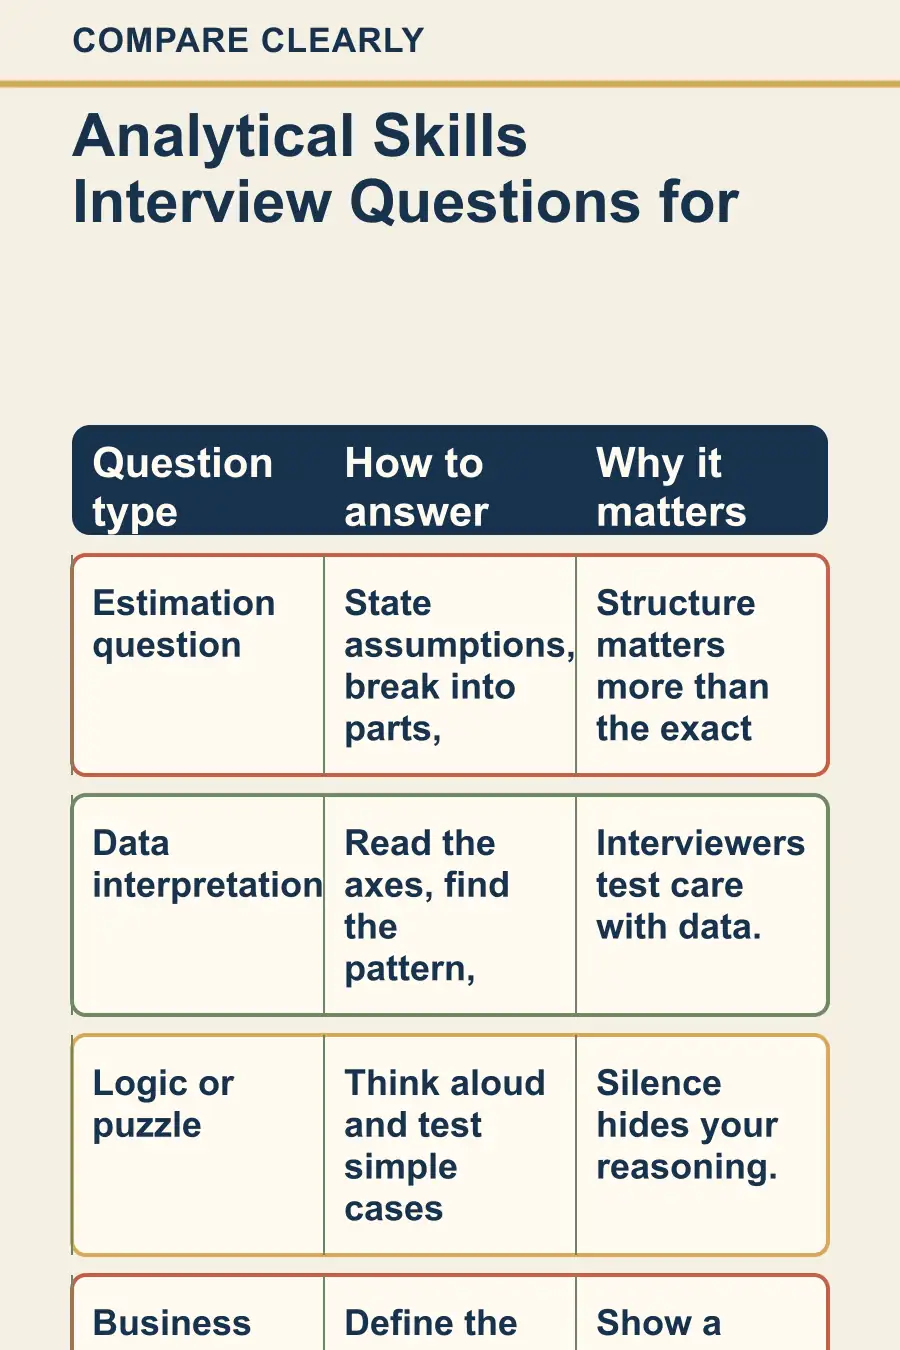 COMPARE CLEARLY
Analytical Skills
Interview Questions for
Question
type
How to
answer
Why it
matters
Estimation
question
State
assumptions,
break into
parts,
Structure
matters
more than
the exact
Data
interpretation
Read the
axes, find
the
pattern,
Interviewers
test care
with data.
Logic or
puzzle
Think aloud
and test
simple
cases
Silence
hides your
reasoning.
Business
Define the
Show a